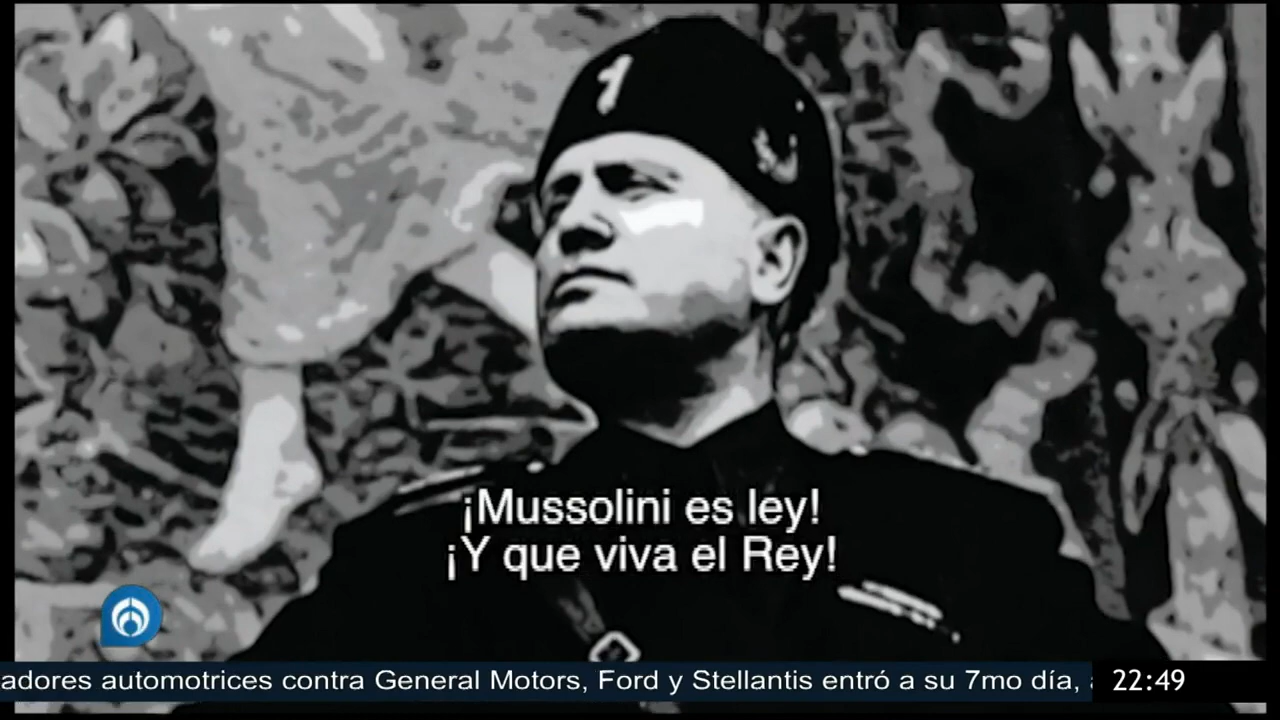 ¡Mussolini es ley!
¡Y que viva el Rey!
adores automotrices contra General Motors, Ford y Stellantis entró a su 7mo día,
22:49